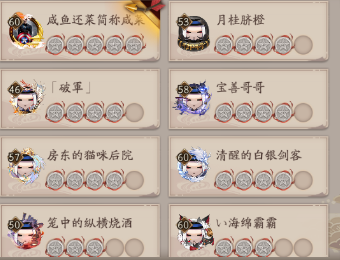 60 咸鱼还菜简称咸菜
53 月桂脐橙
46 「破軍」
58 宝善哥哥
57 房东的猫咪后院
60 清醒的白银剑客
50 笼中的纵横烧酒
60 い海绵霸霸